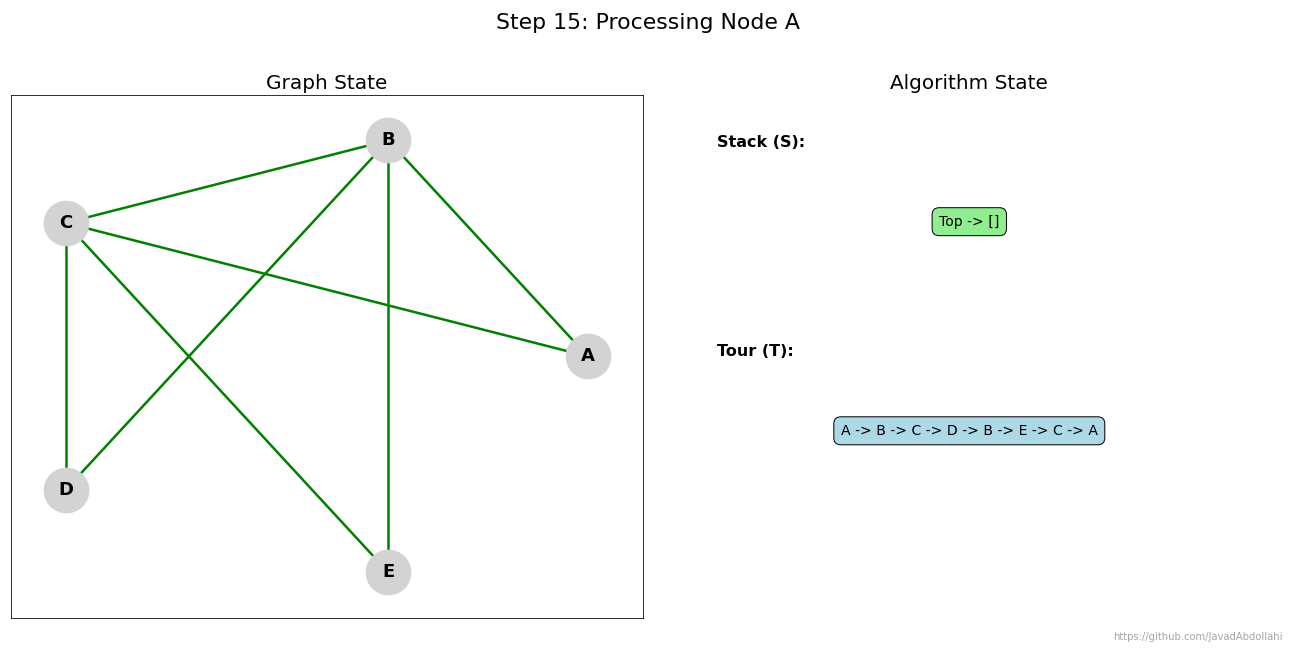 Step 15: Processing Node A
Graph State
B
C
A
D
E
Algorithm State
Stack (S):
Top -> []
Tour (T):
A -> B -> C -> D -> B -> E -> C -> A
https://github.com/JavadAbdollahi